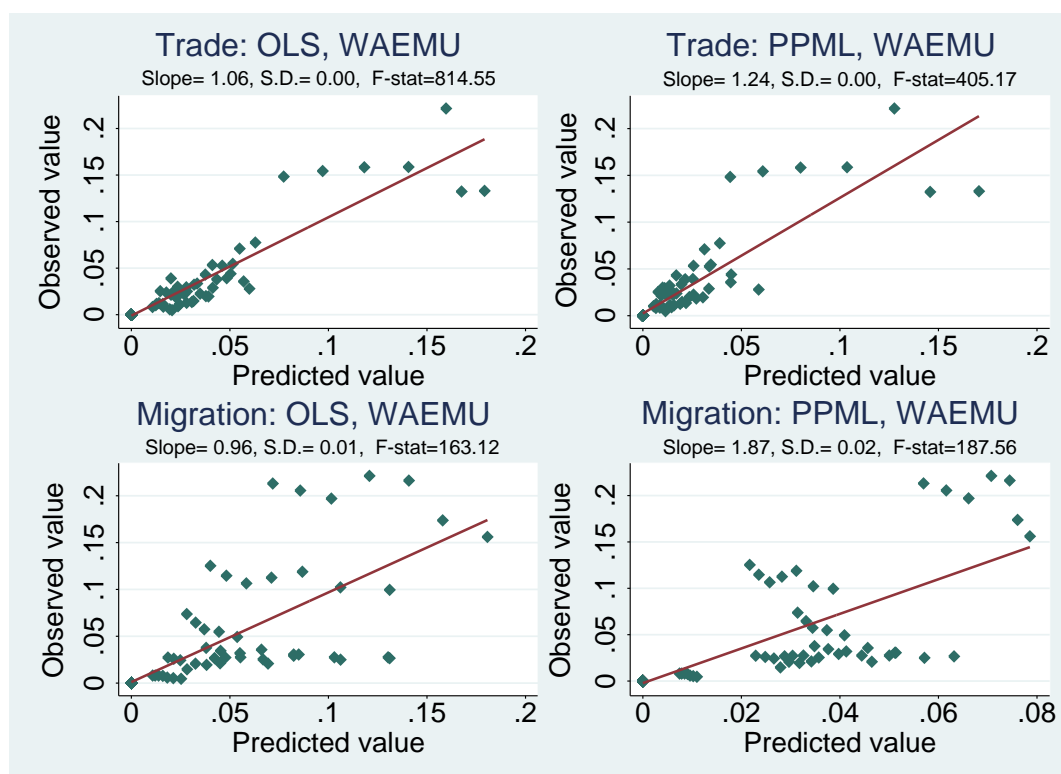 Trade: OLS, WAEMU
Slope= 1.06, S.D.= 0.00,  F-stat=814.55
Observed value
0 .05 .1 .15 .2
0 .05 .1 .15 .2
Predicted value
Trade: PPML, WAEMU
Slope= 1.24, S.D.= 0.00,  F-stat=405.17
Observed value
0 .05 .1 .15 .2
0 .05 .1 .15 .2
Predicted value
Migration: OLS, WAEMU
Slope= 0.96, S.D.= 0.01,  F-stat=163.12
Observed value
0 .05 .1 .15 .2
0 .05 .1 .15 .2
Predicted value
Migration: PPML, WAEMU
Slope= 1.87, S.D.= 0.02,  F-stat=187.56
Observed value
0 .05 .1 .15 .2
0 .02 .04 .06 .08
Predicted value